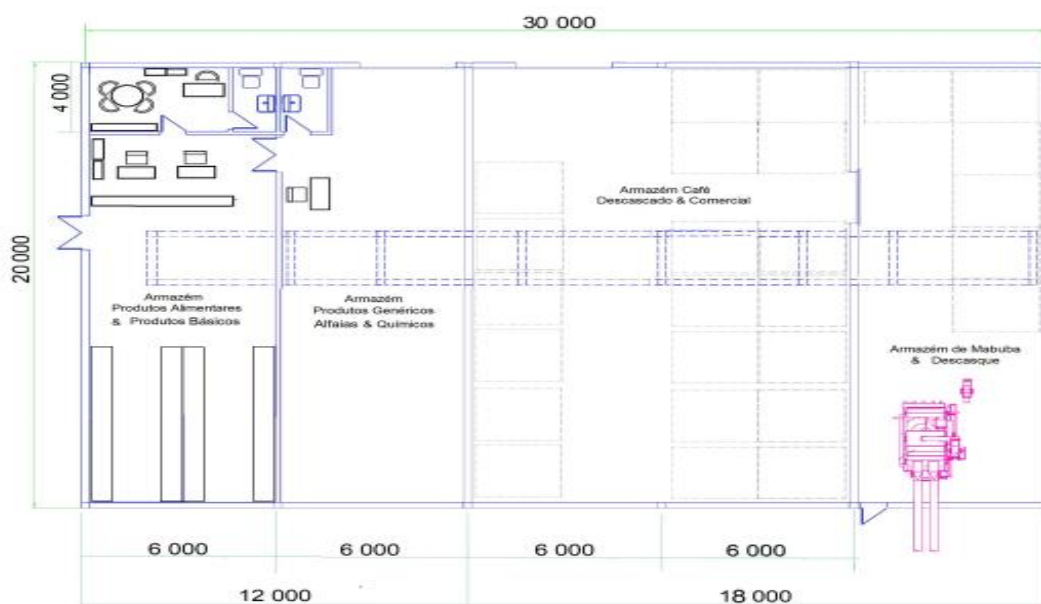 30 000
4 000
20 000
Armazém Café
Descascado & Comercial
Armazém
Produtos Alimentares
& Produtos Básicos
Armazém
Produtos Genéricos
Alfaias & Químicos
Armazém de Mabuba
& Descasque
6 000
6 000
6 000
6 000
12 000
18 000